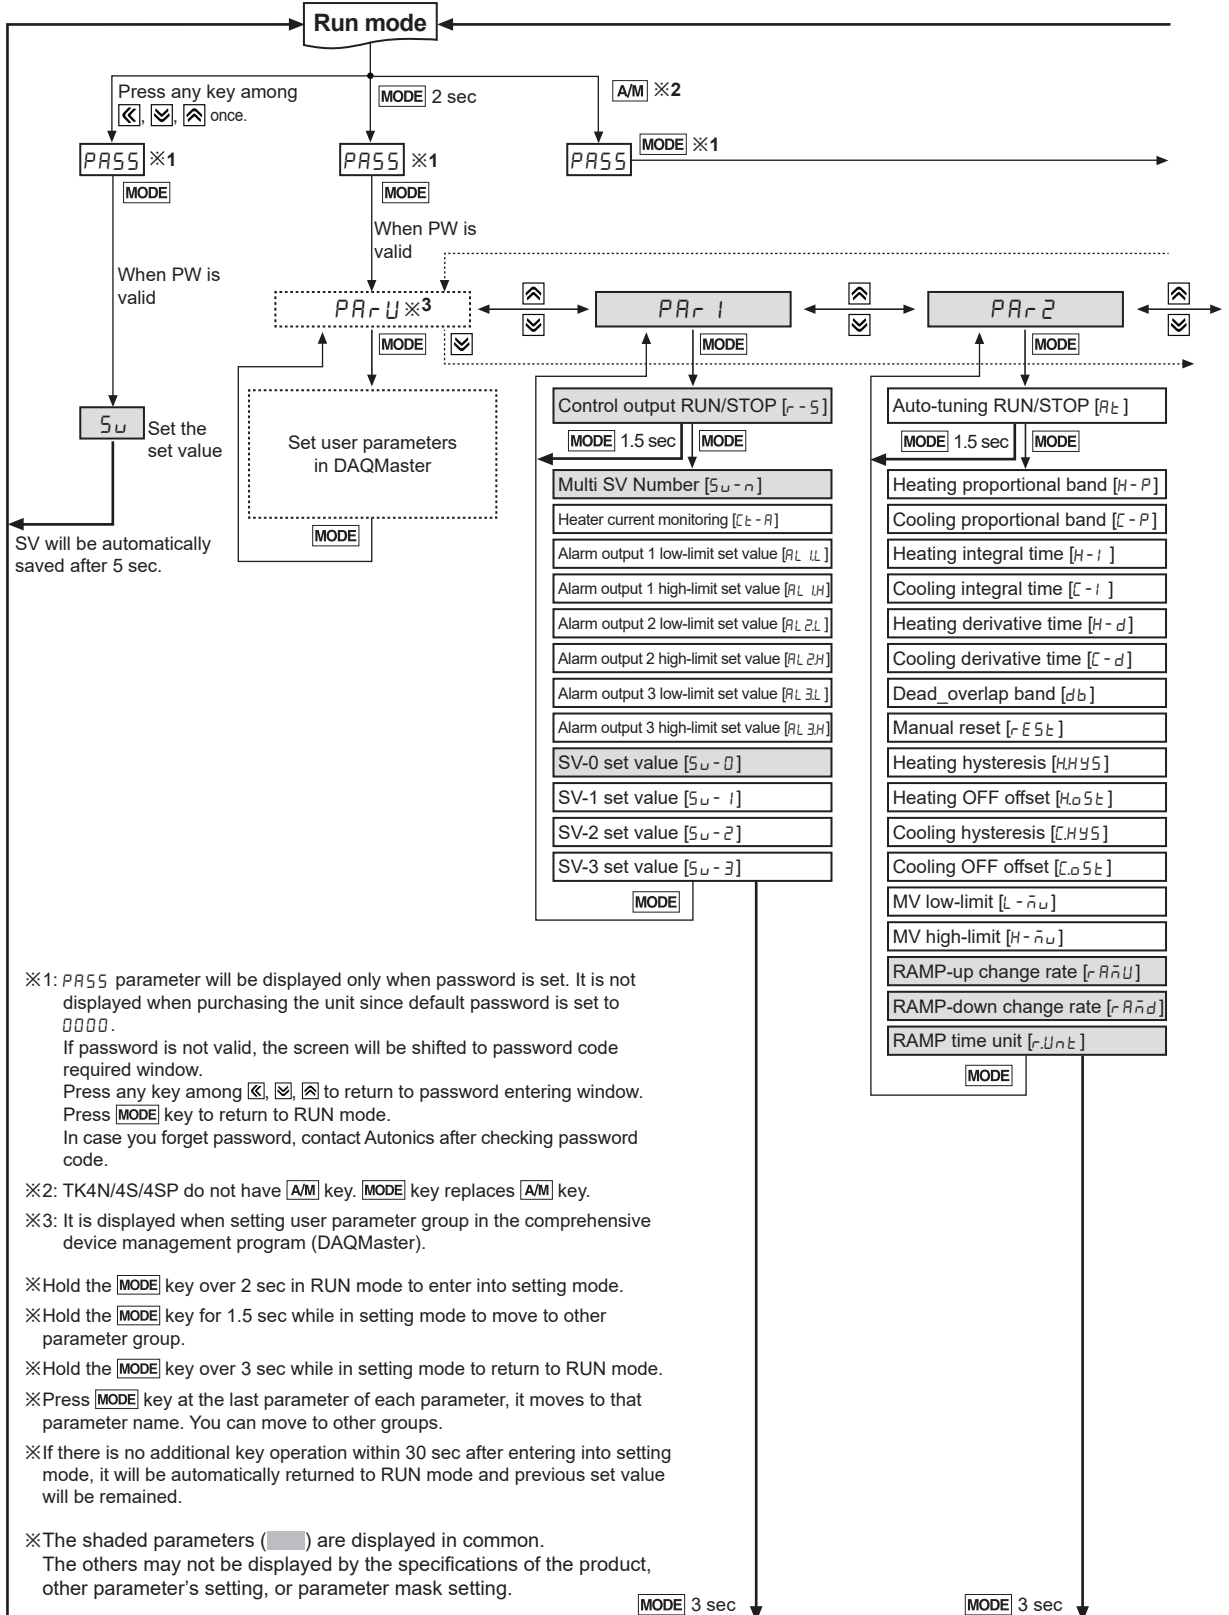 Run mode
Press any key among
《, ︾, ︽ once.
MODE 2 sec
A/M ※2
PASS ※1
PASS ※1
PASS
MODE ※1
MODE
MODE
When PW is
valid
When PW is
valid
PArU ※3
PAr1
PAr2
MODE
MODE
MODE
Sv
Set the
set value
SV will be automatically
saved after 5 sec.
Set user parameters
in DAQMaster
MODE
Control output RUN/STOP [r-S]
MODE 1.5 sec
MODE
Multi SV Number [Sv-n]
Heater current monitoring [Ct-A]
Alarm output 1 low-limit set value [AL1.L]
Alarm output 1 high-limit set value [AL1.H]
Alarm output 2 low-limit set value [AL2.L]
Alarm output 2 high-limit set value [AL2.H]
Alarm output 3 low-limit set value [AL3.L]
Alarm output 3 high-limit set value [AL3.H]
SV-0 set value [Sv-0]
SV-1 set value [Sv-1]
SV-2 set value [Sv-2]
SV-3 set value [Sv-3]
MODE
Auto-tuning RUN/STOP [At]
MODE 1.5 sec
MODE
Heating proportional band [H-P]
Cooling proportional band [C-P]
Heating integral time [H-I]
Cooling integral time [C-I]
Heating derivative time [H-d]
Cooling derivative time [C-d]
Dead_overlap band [db]
Manual reset [rESt]
Heating hysteresis [H.HYS]
Heating OFF offset [H.oSt]
Cooling hysteresis [C.HYS]
Cooling OFF offset [C.oSt]
MV low-limit [L-mv]
MV high-limit [H-mv]
RAMP-up change rate [rAmU]
RAMP-down change rate [rAmd]
RAMP time unit [r.Unt]
MODE
※1: PASS parameter will be displayed only when password is set. It is not
displayed when purchasing the unit since default password is set to
0000.
If password is not valid, the screen will be shifted to password code
required window.
Press any key among 《, ︾, ︽ to return to password entering window.
Press MODE key to return to RUN mode.
In case you forget password, contact Autonics after checking password
code.
※2: TK4N/4S/4SP do not have A/M key. MODE key replaces A/M key.
※3: It is displayed when setting user parameter group in the comprehensive
device management program (DAQMaster).
※Hold the MODE key over 2 sec in RUN mode to enter into setting mode.
※Hold the MODE key for 1.5 sec while in setting mode to move to other
parameter group.
※Hold the MODE key over 3 sec while in setting mode to return to RUN mode.
※Press MODE key at the last parameter of each parameter, it moves to that
parameter name. You can move to other groups.
※If there is no additional key operation within 30 sec after entering into setting
mode, it will be automatically returned to RUN mode and previous set value
will be remained.
※The shaded parameters ( ) are displayed in common.
The others may not be displayed by the specifications of the product,
other parameter's setting, or parameter mask setting.
MODE 3 sec
MODE 3 sec